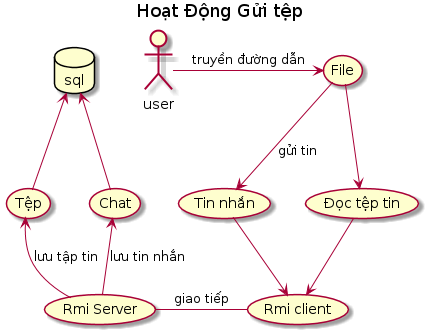 Hoạt Động Gửi tệp
truyền đường dẫn
File
sql
user
gửi tin
Tệp
Chat
Tin nhắn
Đọc tệp tin
lưu tập tin
lưu tin nhắn
giao tiếp
Rmi Server
Rmi client